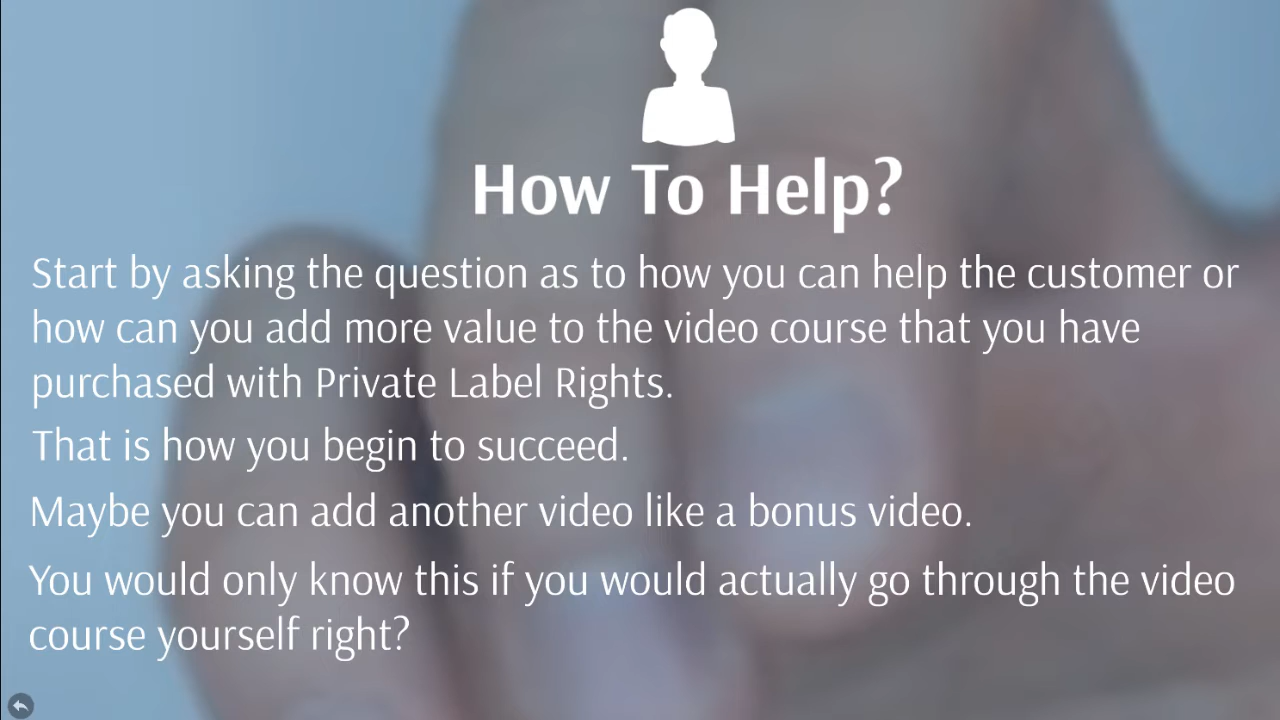 How To Help?
Start by asking the question as to how you can help the customer or
how can you add more value to the video course that you have
purchased with Private Label Rights.
That is how you begin to succeed.
Maybe you can add another video like a bonus video.
You would only know this if you would actually go through the video
course yourself right?